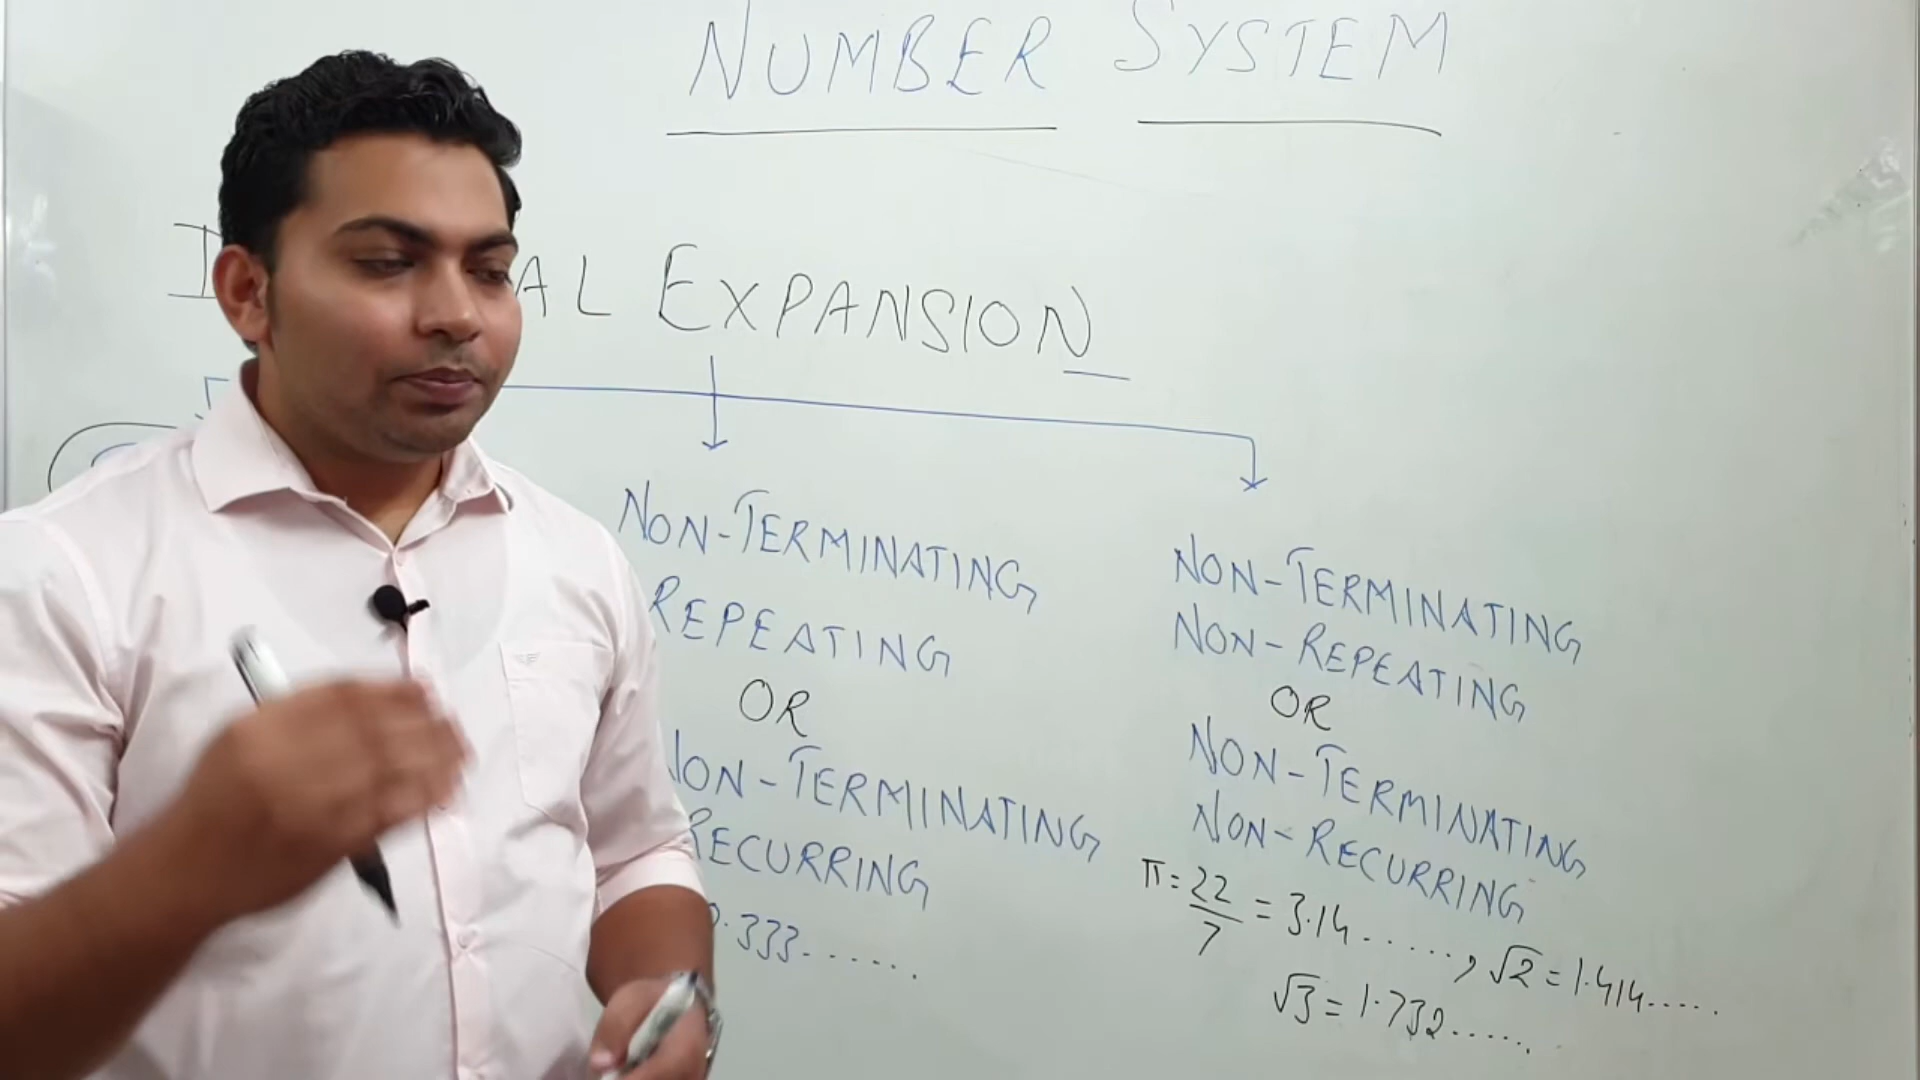 NUMBER SYSTEM
AL EXPANSION
NON-TERMINATING
REPEATING
OR
NON-TERMINATING
RECURRING
0.333.......
NON-TERMINATING
NON-REPEATING
OR
NON-TERMINATING
NON-RECURRING
π = 22/7 = 3.14......, √2 = 1.414.....
√3 = 1.732......